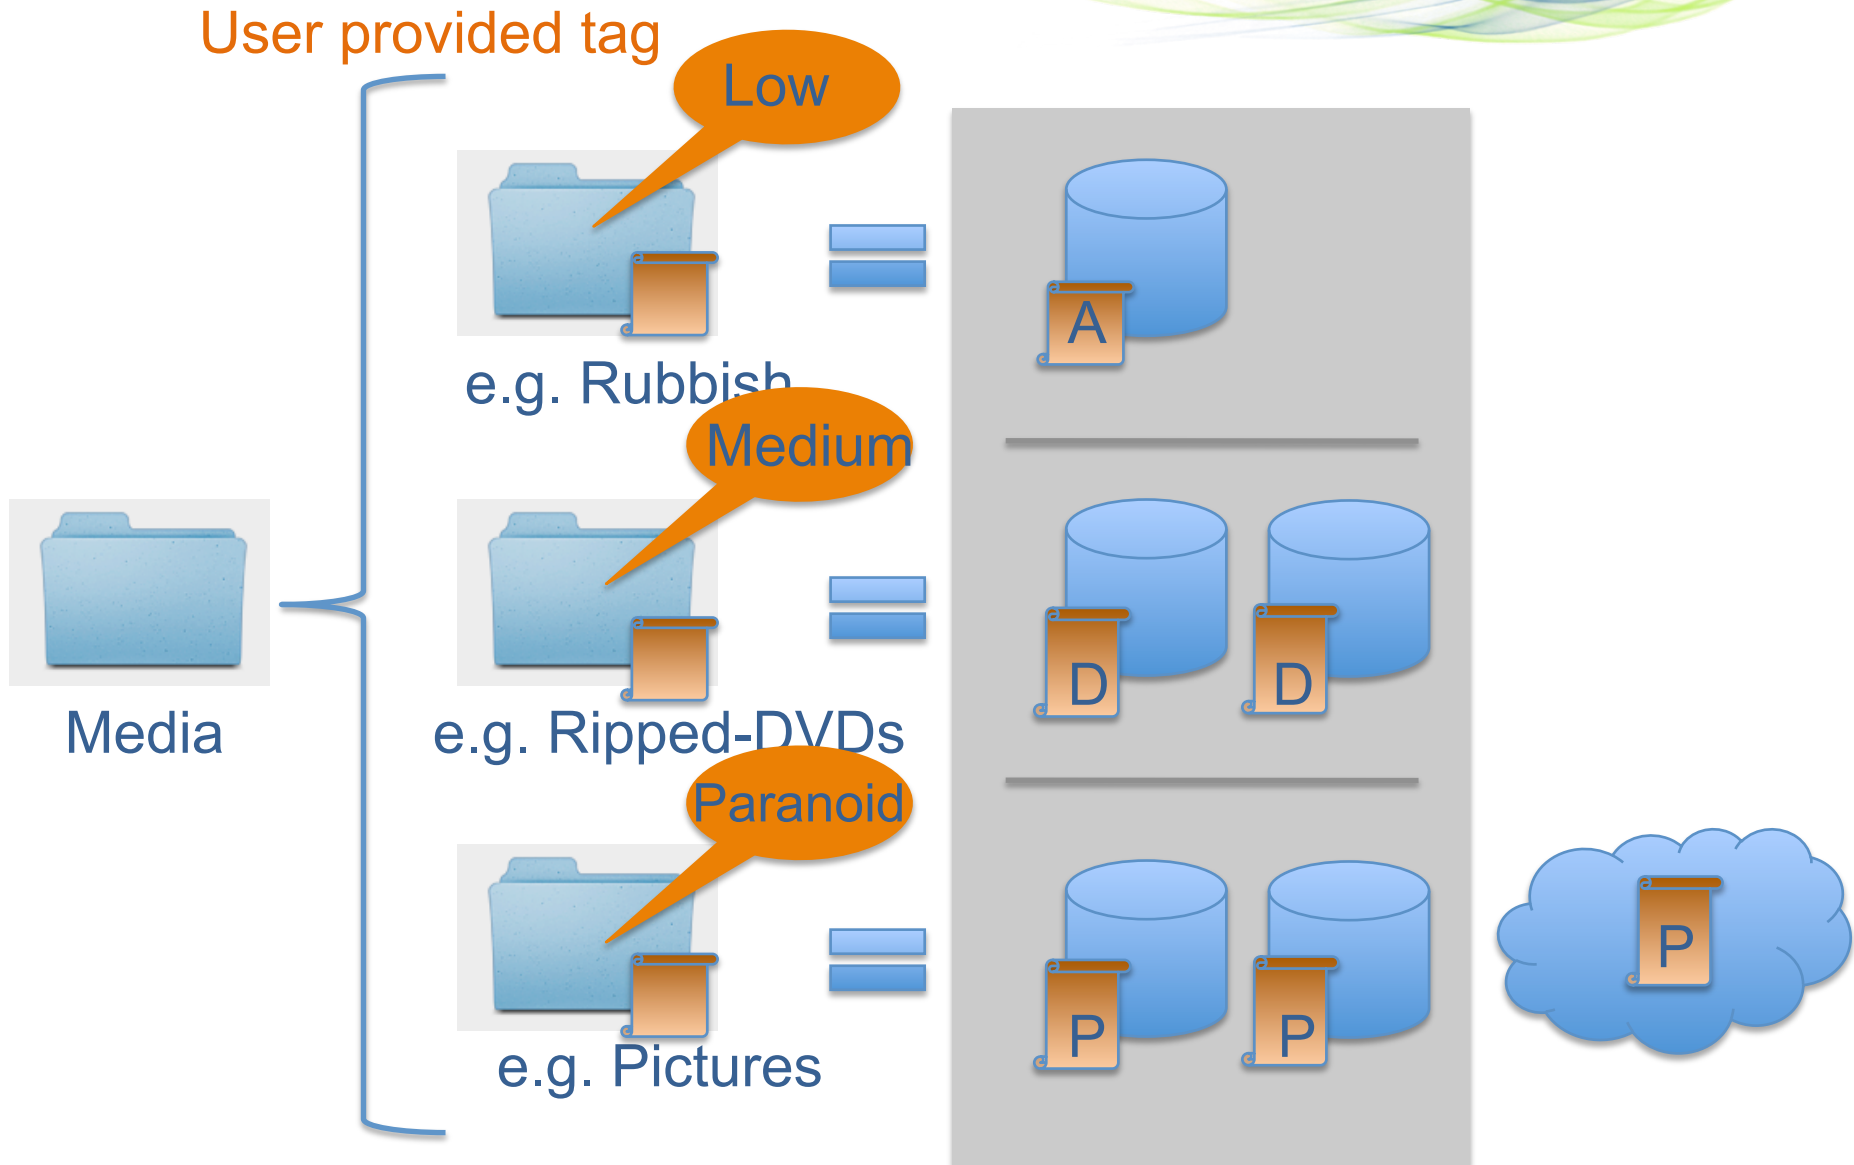 User provided tag
Low
A
e.g. Rubbish
Medium
D
D
Media
e.g. Ripped-DVDs
Paranoid
P
P
P
e.g. Pictures